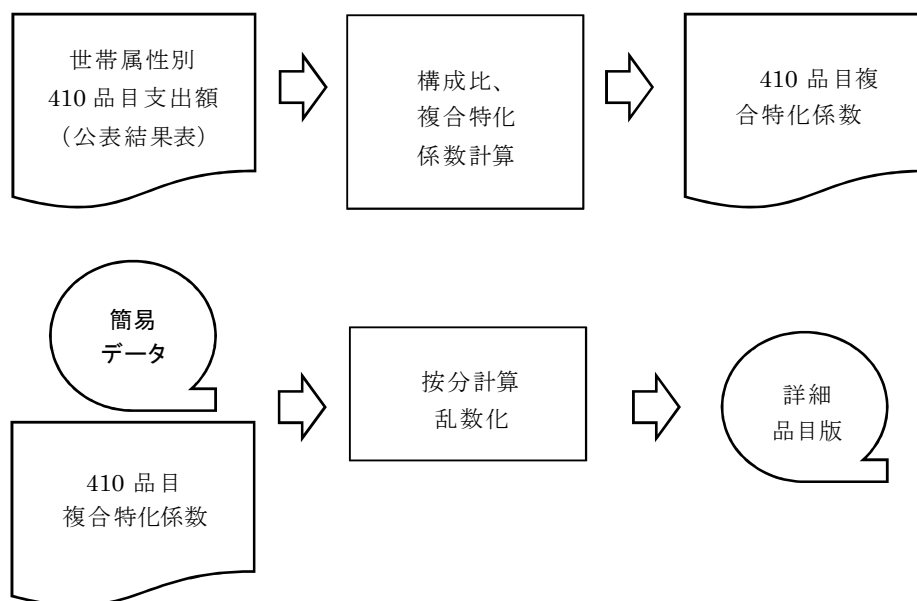 世帯属性別
410 品目支出額
（公表結果表）
構成比、
複合特化
係数計算
410 品目複
合特化係数
簡易
データ
410 品目
複合特化係数
按分計算
乱数化
詳細
品目版